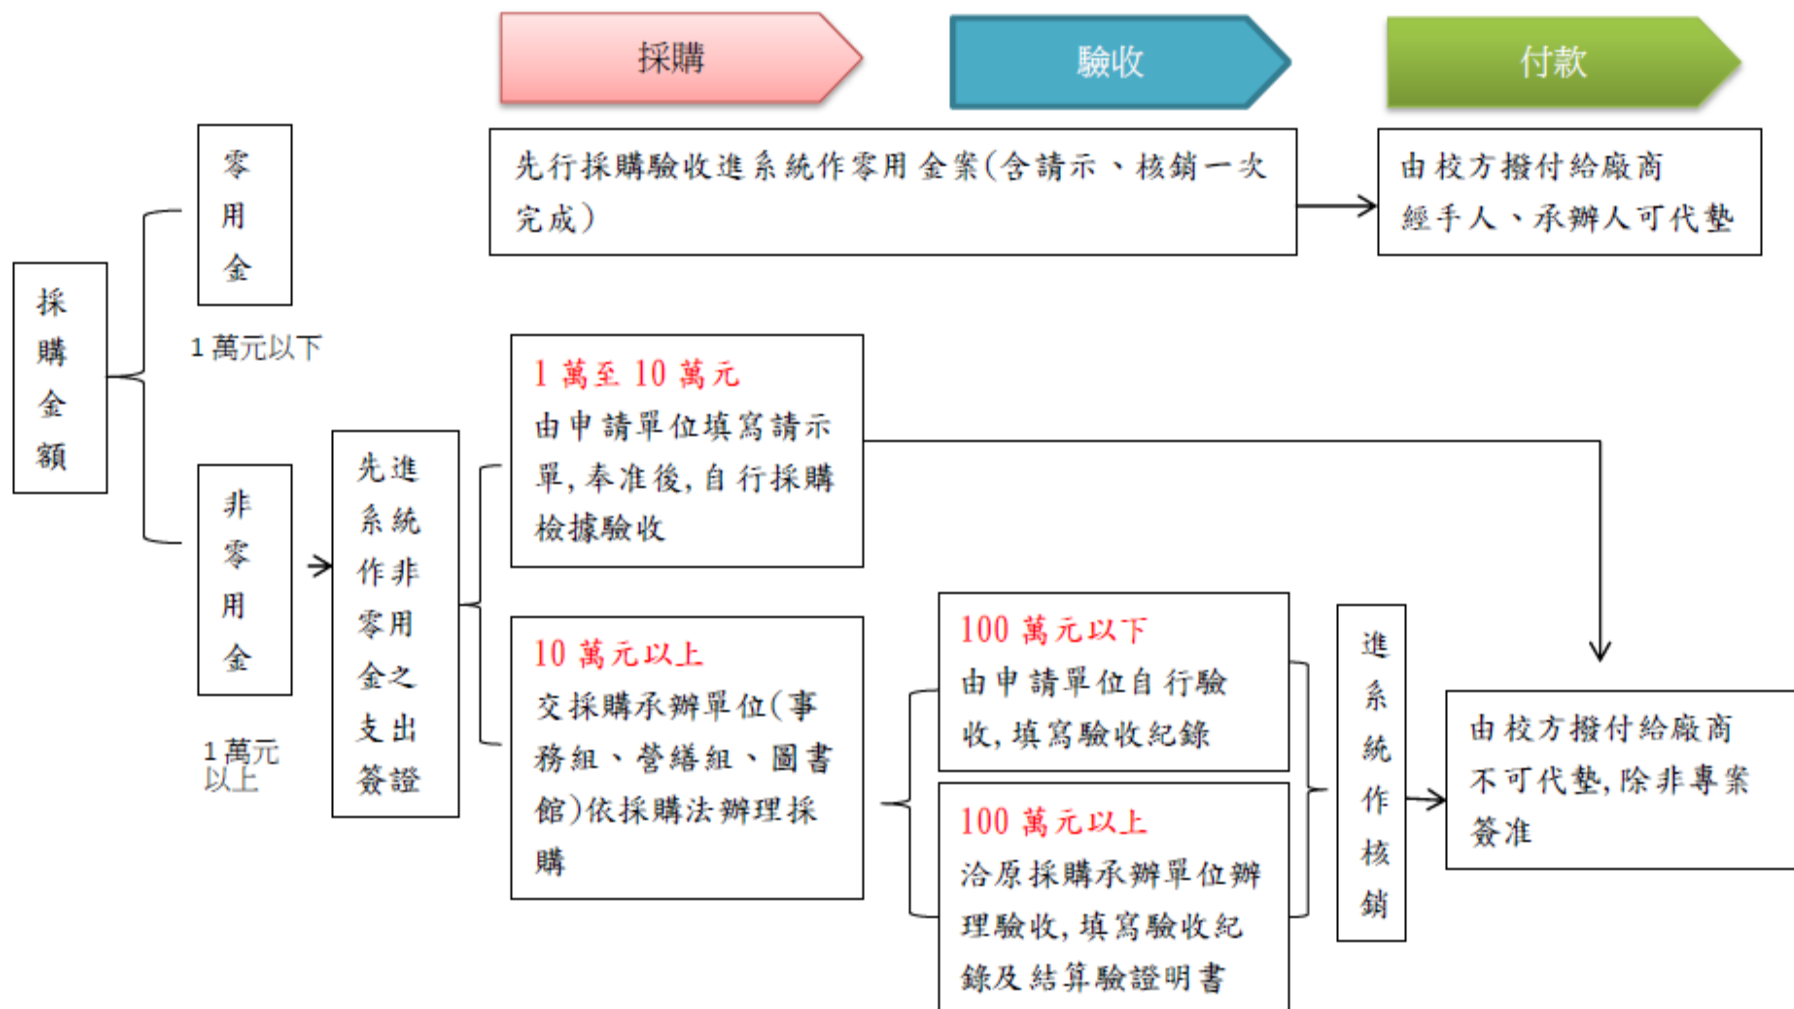 採購
驗收
付款
零用金
1 萬元以下
先行採購驗收進系統作零用金案(含請示、核銷一次
完成)
由校方撥付給廠商
經手人、承辦人可代墊
採購金額
非零用金
1 萬元
以上
先進
系統
作非
零用
金之
支出
簽證
1 萬至 10 萬元
由申請單位填寫請示
單,奉准後,自行採購
檢據驗收
10 萬元以上
交採購承辦單位(事
務組、營繕組、圖書
館)依採購法辦理採
購
100 萬元以下
由申請單位自行驗
收,填寫驗收紀錄
100 萬元以上
洽原採購承辦單位辦
理驗收,填寫驗收紀
錄及結算驗證明書
進系統作核銷
由校方撥付給廠商
不可代墊,除非專案
簽准